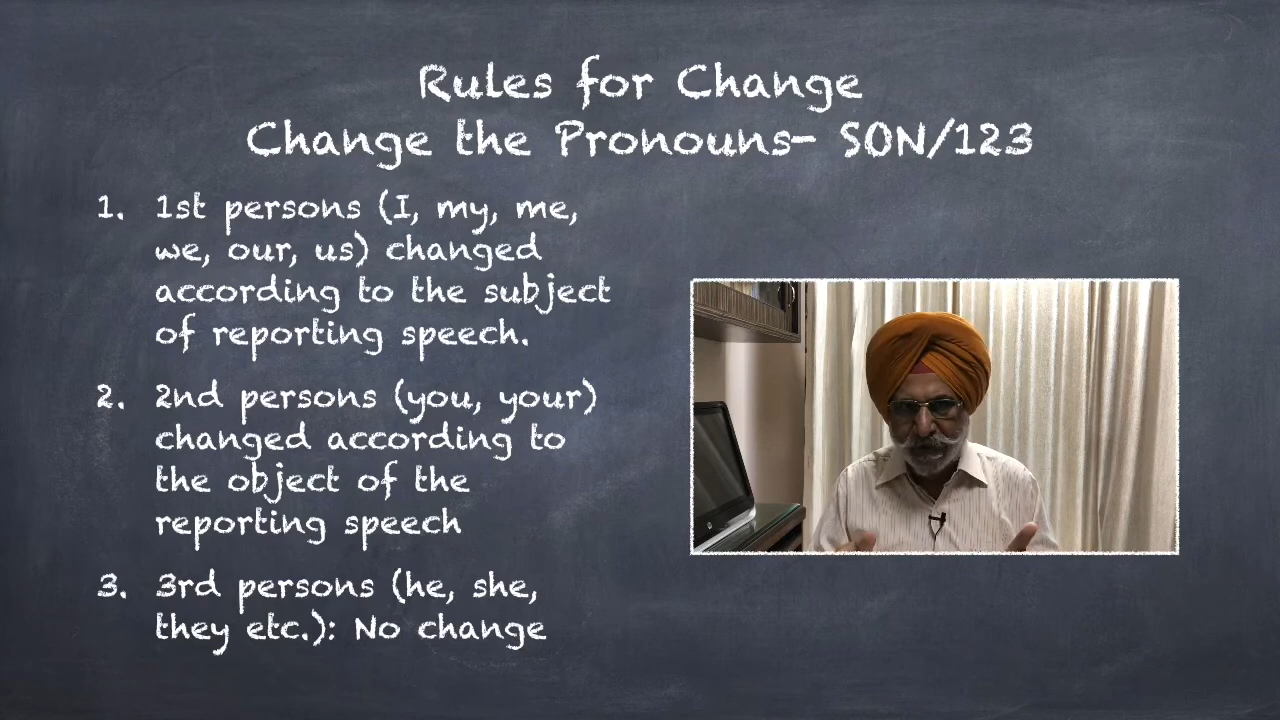 Rules for Change
Change the Pronouns- SON/123
1. 1st persons (I, my, me,
we, our, us) changed
according to the subject
of reporting speech.
2. 2nd persons (you, your)
changed according to
the object of the
reporting speech
3. 3rd persons (he, she,
they etc.): No change